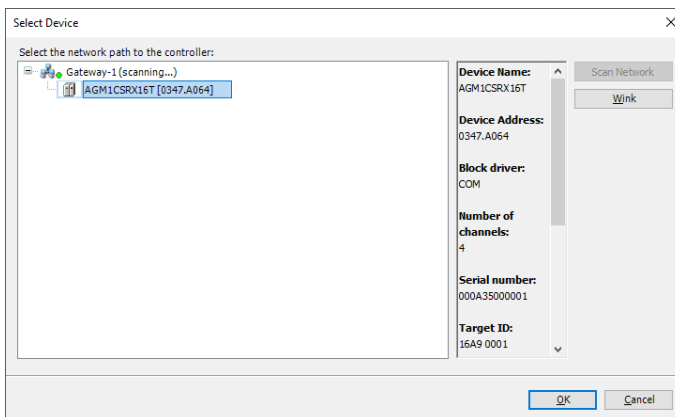 Select Device
Select the network path to the controller:
Gateway-1 (scanning...)
AGM1CSRX16T [0347.A064]
Device Name:
AGM1CSRX16T
Device Address:
0347.A064
Block driver:
COM
Number of
channels:
4
Serial number:
000A35000001
Target ID:
16A9 0001
Scan Network
Wink
OK
Cancel